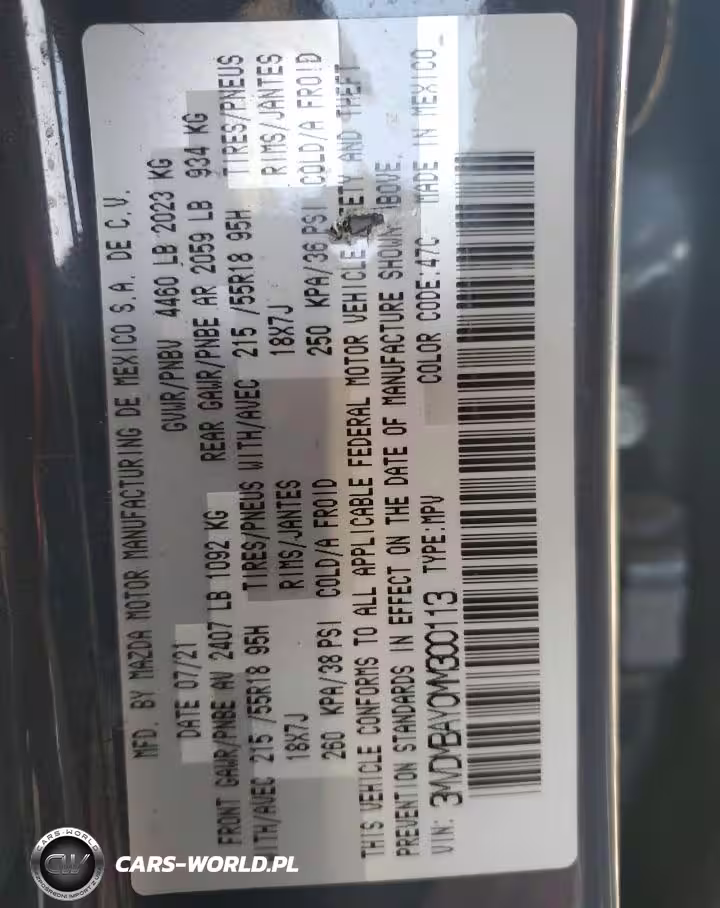 MFD. BY MAZDA MOTOR MANUFACTURING DE MEXICO S.A. DE C.V.
DATE 07/21 GVWR/PNBV 4460 LB 2023 KG
FRONT GAWR/PNBE AV 2407 LB 1092 KG REAR GAWR/PNBE AR 2059 LB 934 KG
ITH/AVEC 215 /55R18 95H TIRES/PNEUS WITH/AVEC 215 /55R18 95H TIRES/PNEUS
18X7J RIMS/JANTES 18X7J RIMS/JANTES
260 KPA/38 PSI COLD/A FROID 250 KPA/36 PSI COLD/A FROID
THIS VEHICLE CONFORMS TO ALL APPLICABLE FEDERAL MOTOR VEHICLE ETY AND THEFT
PREVENTION STANDARDS IN EFFECT ON THE DATE OF MANUFACTURE SHOWN ABOVE.
VIN: 3MVDMBAY0MM300113 TYPE:MPV COLOR CODE:47C MADE IN MEXICO
CARS-WORLD
CW
CARS-WORLD.PL